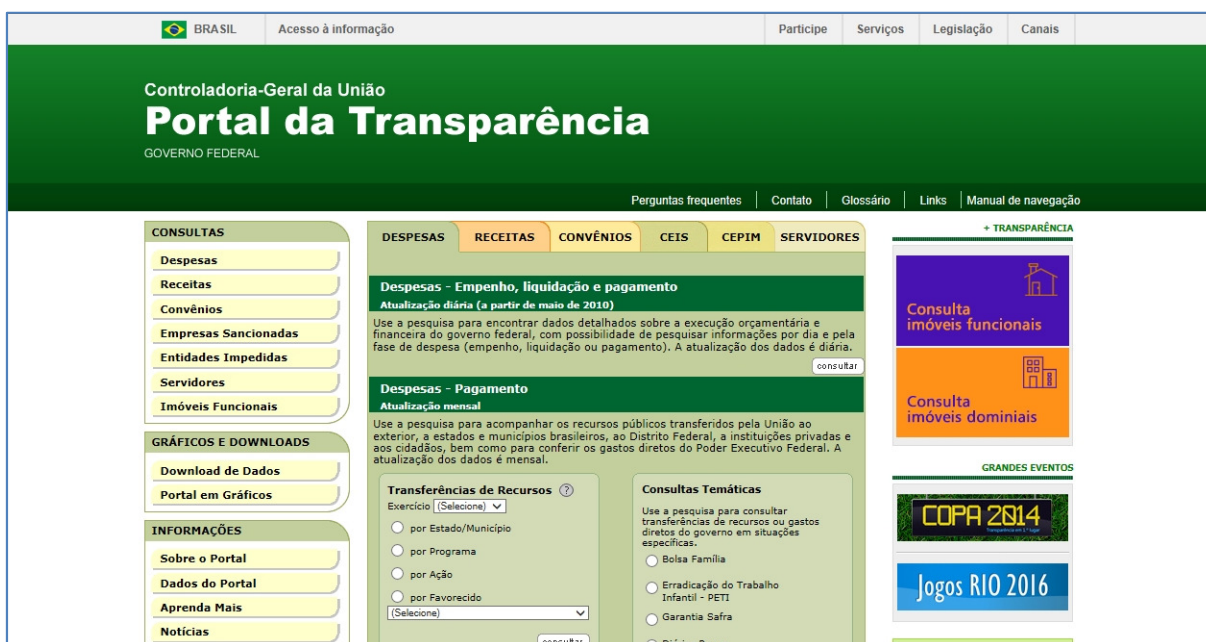 BRASIL
Acesso à informação
Participe
Serviços
Legislação
Canais
Controladoria-Geral da União
Portal da Transparência
GOVERNO FEDERAL
Perguntas frequentes
Contato
Glossário
Links
Manual de navegação
CONSULTAS
Despesas
Receitas
Convênios
Empresas Sancionadas
Entidades Impedidas
Servidores
Imóveis Funcionais
GRÁFICOS E DOWNLOADS
Download de Dados
Portal em Gráficos
INFORMAÇÕES
Sobre o Portal
Dados do Portal
Aprenda Mais
Notícias
DESPESAS
RECEITAS
CONVÊNIOS
CEIS
CEPIM
SERVIDORES
Despesas - Empenho, liquidação e pagamento
Atualização diária (a partir de maio de 2010)
Use a pesquisa para encontrar dados detalhados sobre a execução orçamentária e
financeira do governo federal, com possibilidade de pesquisar informações por dia e pela
fase de despesa (empenho, liquidação ou pagamento). A atualização dos dados é diária.
consultar
Despesas - Pagamento
Atualização mensal
Use a pesquisa para acompanhar os recursos públicos transferidos pela União ao
exterior, a estados e municípios brasileiros, ao Distrito Federal, a instituições privadas e
aos cidadãos, bem como para conferir os gastos diretos do Poder Executivo Federal. A
atualização dos dados é mensal.
Transferências de Recursos ?
Exercício (Selecione)
por Estado/Município
por Programa
por Ação
por Favorecido
(Selecione)
consultar
Consultas Temáticas
Use a pesquisa para consultar
transferências de recursos ou gastos
diretos do governo em situações
específicas.
Bolsa Família
Erradicação do Trabalho
Infantil - PETI
Garantia Safra
+ TRANSPARÊNCIA
Consulta
imóveis funcionais
Consulta
imóveis dominiais
GRANDES EVENTOS
COPA 2014
Transparência em 1º lugar
Jogos RIO 2016